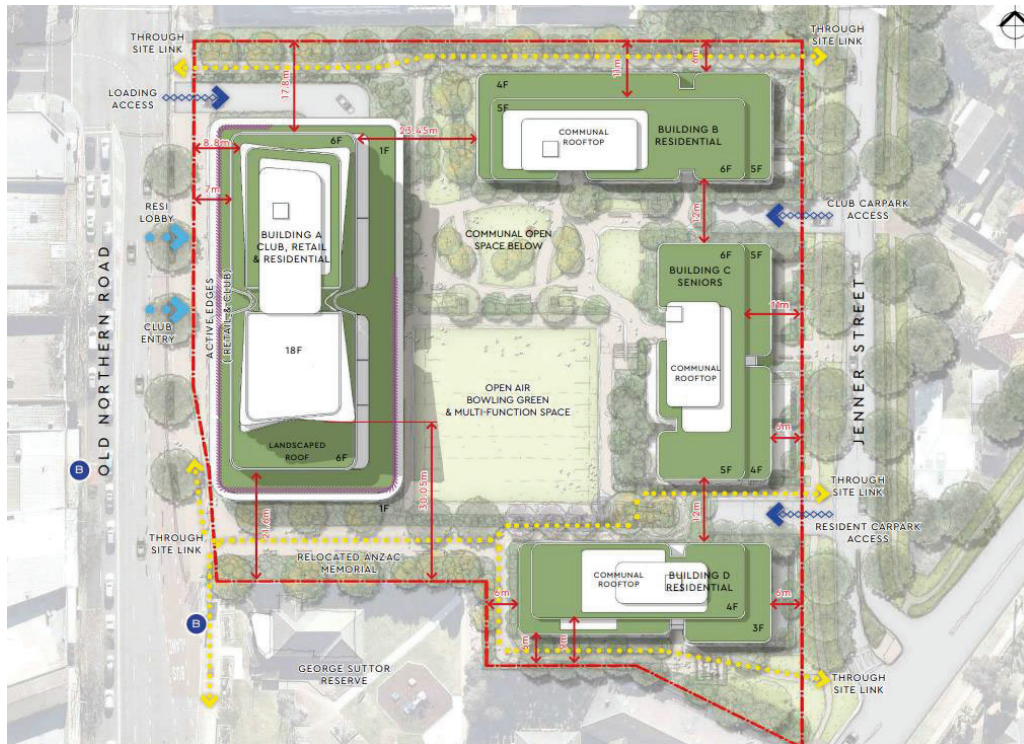 THROUGH
SITE LINK
THROUGH
SITE LINK
LOADING
ACCESS
17.8m
11m
6m
4F
5F
COMMUNAL
ROOFTOP
BUILDING B
RESIDENTIAL
6F
5F
23.45m
6F
1F
8.8m
7m
RESI
LOBBY
BUILDING A
CLUB, RETAIL
& RESIDENTIAL
COMMUNAL OPEN
SPACE BELOW
12m
CLUB CARPARK
ACCESS
6F
5F
BUILDING C
SENIORS
11m
OLD NORTHERN ROAD
CLUB
ENTRY
ACTIVE EDGES
(RETAIL & CLUB)
18F
COMMUNAL
ROOFTOP
OPEN AIR
BOWLING GREEN
& MULTI-FUNCTION SPACE
JENNER STREET
LANDSCAPED
ROOF
6F
30.05m
5F
4F
B
1F
12m
THROUGH
SITE LINK
RESIDENT CARPARK
ACCESS
THROUGH
SITE LINK
RELOCATED ANZAC
MEMORIAL
COMMUNAL
ROOFTOP
BUILDING D
RESIDENTIAL
4F
3F
6m
B
GEORGE SUTTOR
RESERVE
THROUGH
SITE LINK
BUS